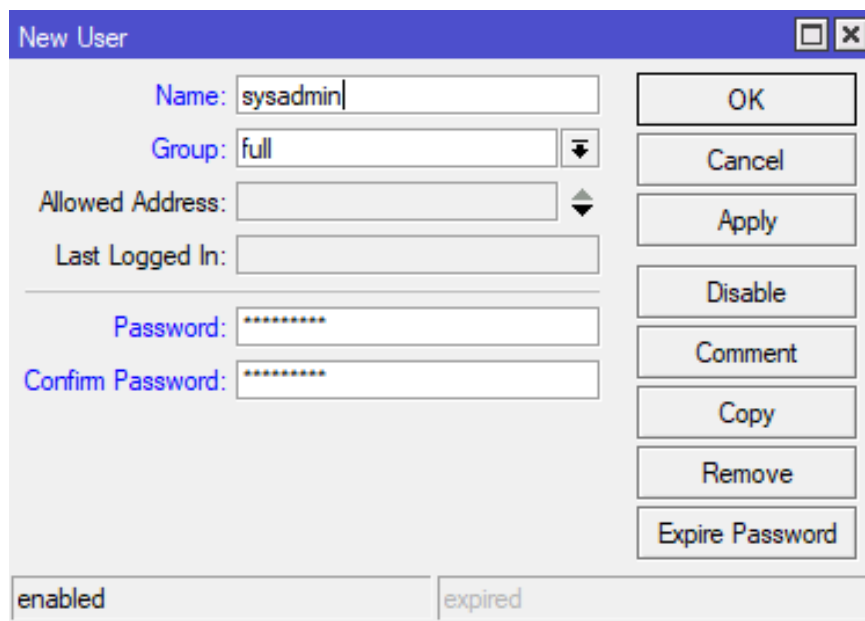 New User
Name: sysadmin
Group: full
Allowed Address:
Last Logged In:
Password: *********
Confirm Password: *********
OK
Cancel
Apply
Disable
Comment
Copy
Remove
Expire Password
enabled
expired